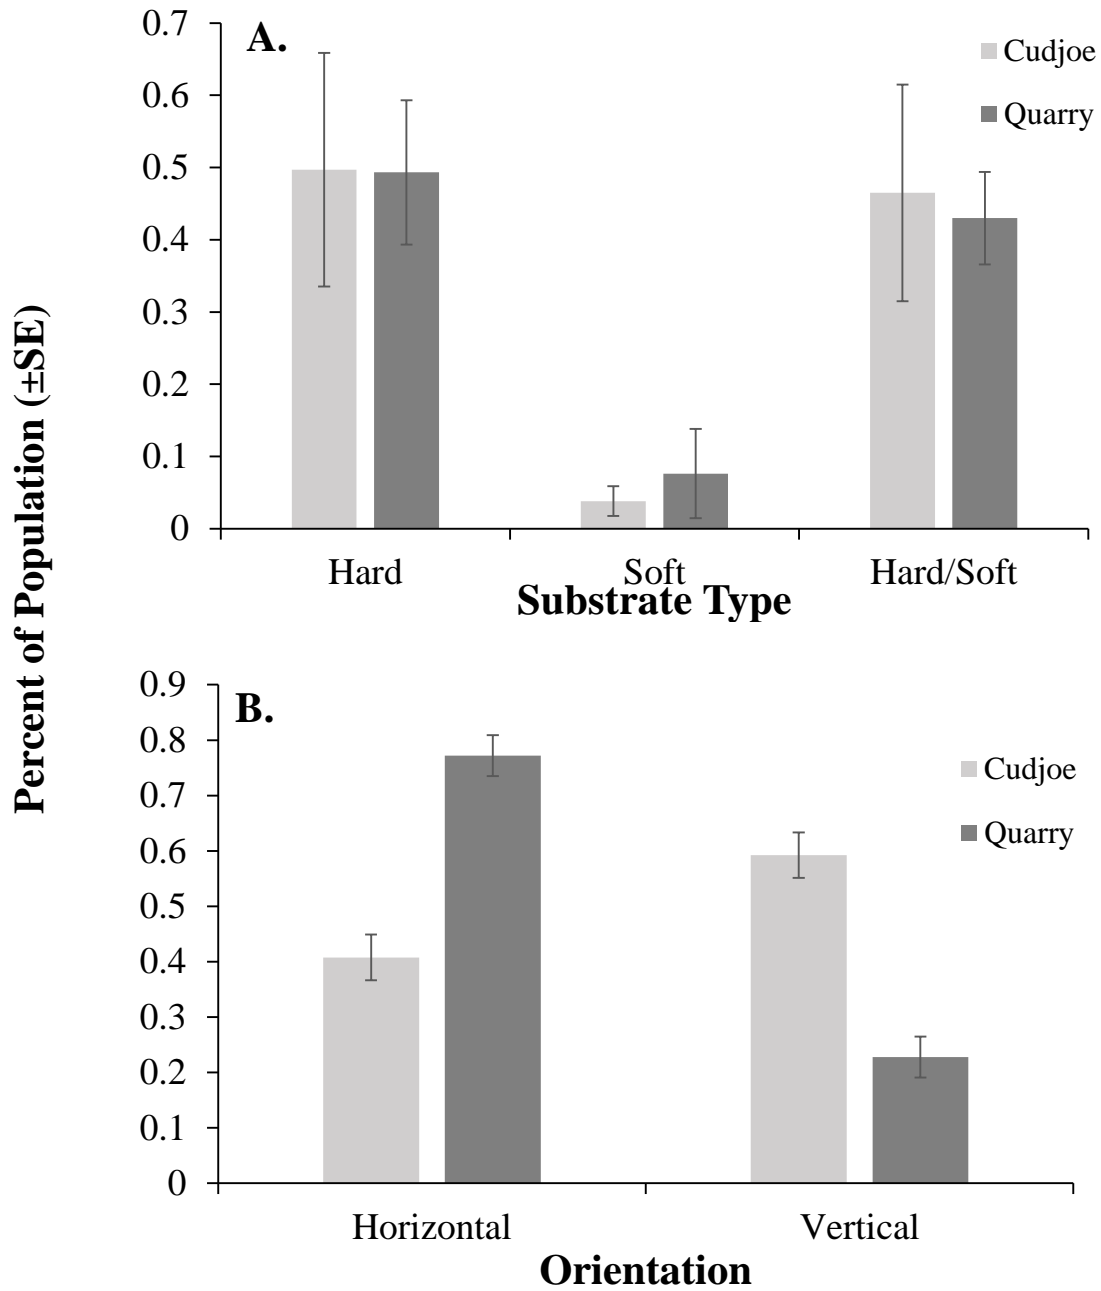 Percent of Population (±SE)
A.
Cudjoe
Quarry
0.7
0.6
0.5
0.4
0.3
0.2
0.1
0
Hard Soft Hard/Soft
Substrate Type
B.
Cudjoe
Quarry
0.9
0.8
0.7
0.6
0.5
0.4
0.3
0.2
0.1
0
Horizontal Vertical
Orientation